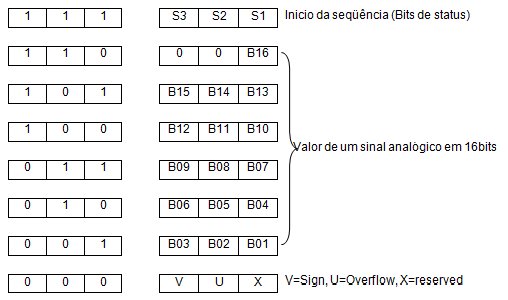 1 1 1 S3 S2 S1 Inicio da seqüência (Bits de status)
1 1 0 0 0 B16
1 0 1 B15 B14 B13
1 0 0 B12 B11 B10
Valor de um sinal analògico em 16bits
0 1 1 B09 B08 B07
0 1 0 B06 B05 B04
0 0 1 B03 B02 B01
0 0 0 V U X V=Sign, U=Overflow, X=reserved